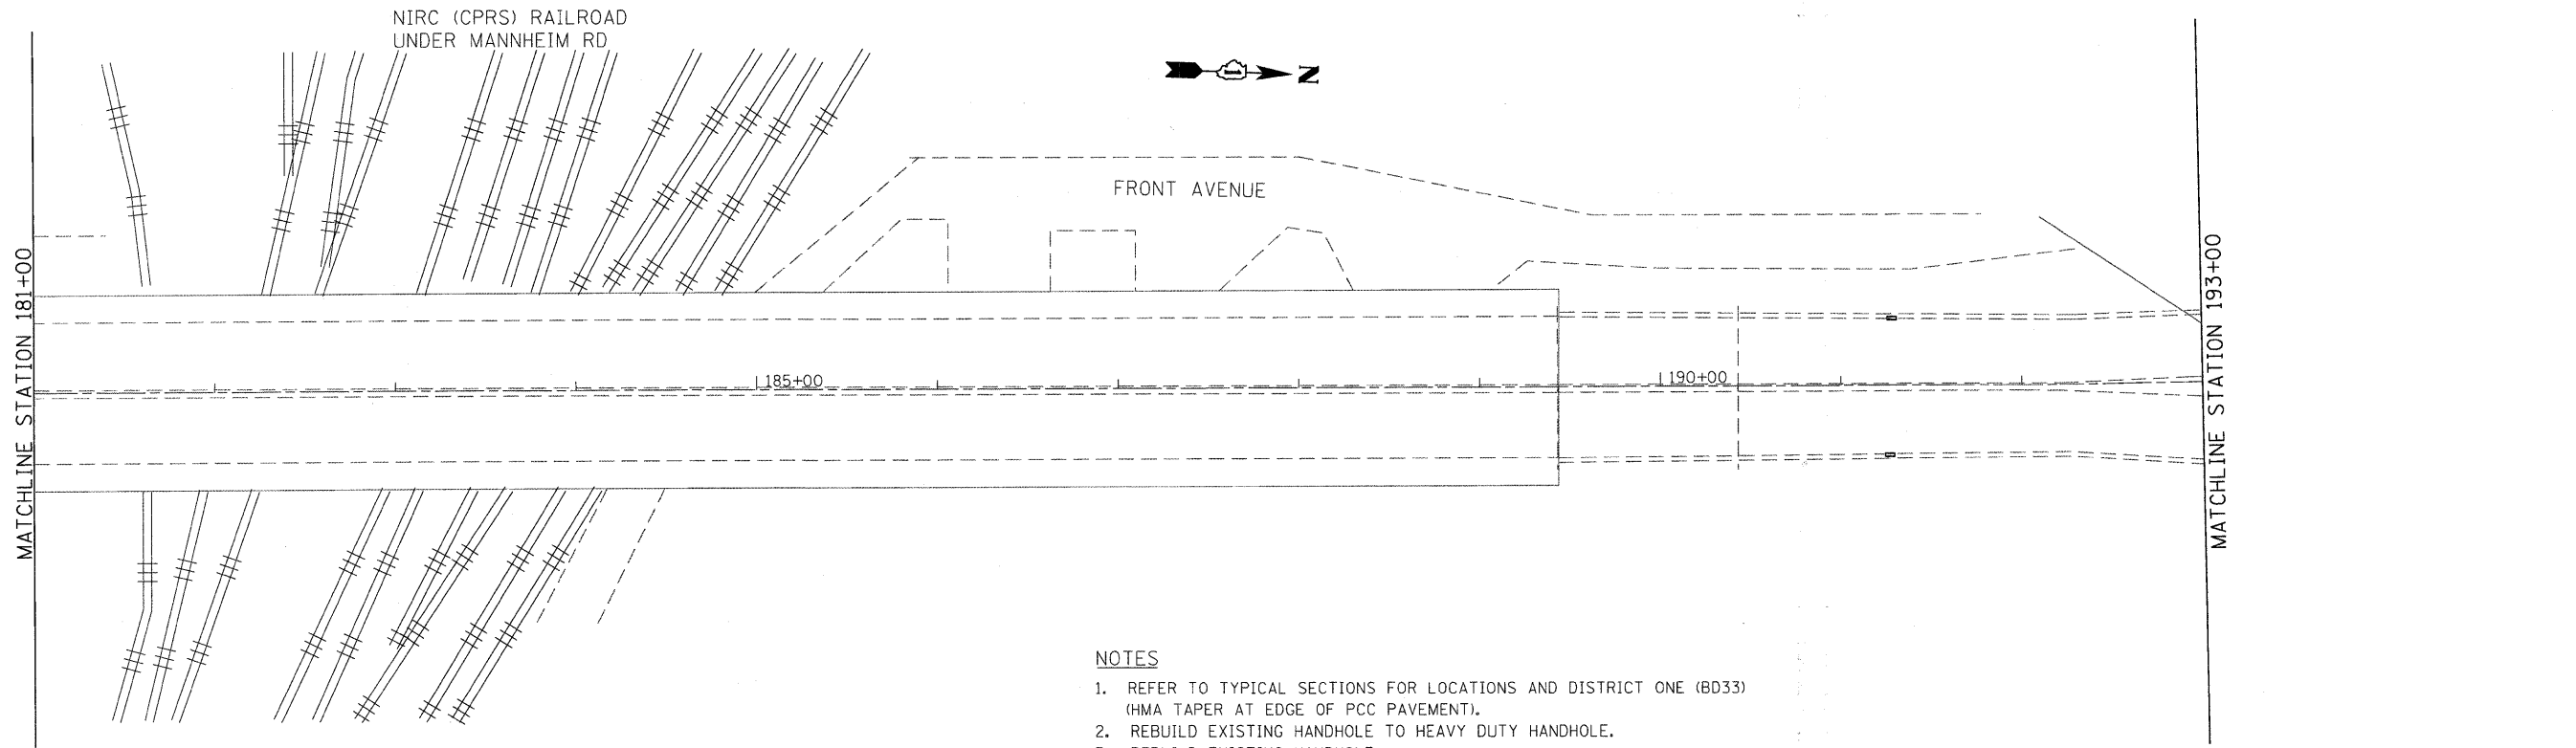 NIRC (CPRS) RAILROAD
UNDER MANNHEIM RD
N
FRONT AVENUE
MATCHLINE STATION 181+00
185+00
190+00
MATCHLINE STATION 193+00
NOTES
1. REFER TO TYPICAL SECTIONS FOR LOCATIONS AND DISTRICT ONE (BD33)
(HMA TAPER AT EDGE OF PCC PAVEMENT).
2. REBUILD EXISTING HANDHOLE TO HEAVY DUTY HANDHOLE.